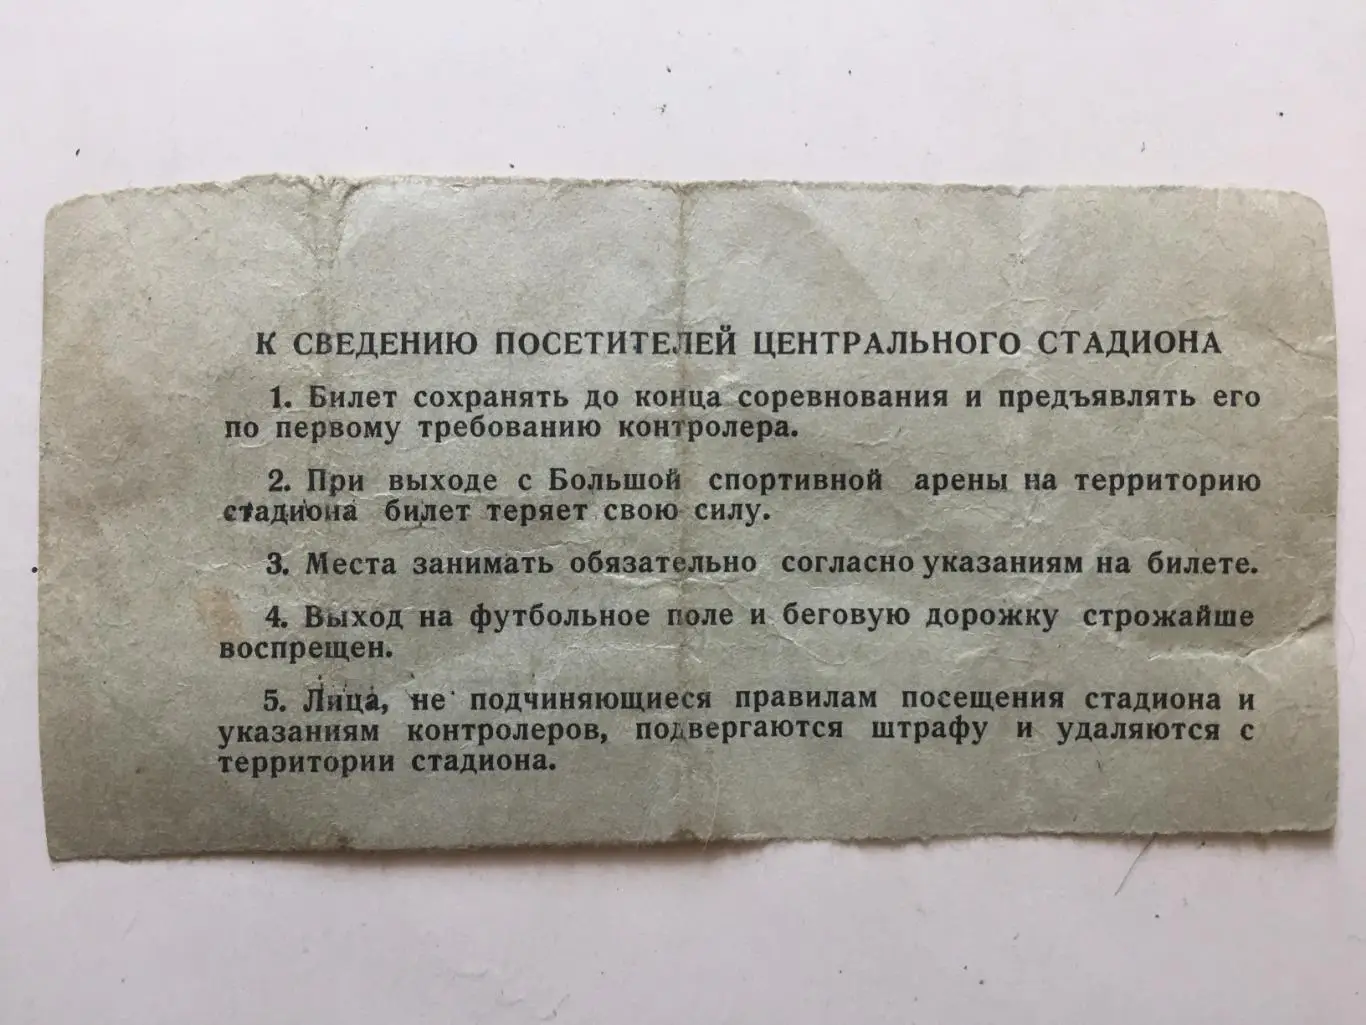 К СВЕДЕНИЮ ПОСЕТИТЕЛЕЙ ЦЕНТРАЛЬНОГО СТАДИОНА
1. Билет сохранять до конца соревнования и предъявлять его
по первому требованию контролера.
2. При выходе с Большой спортивной арены на территорию
стадиона билет теряет свою силу.
3. Места занимать обязательно согласно указаниям на билете.
4. Выход на футбольное поле и беговую дорожку строжайше
воспрещен.
5. Лица, не подчиняющиеся правилам посещения стадиона и
указаниям контролеров, подвергаются штрафу и удаляются с
территории стадиона.